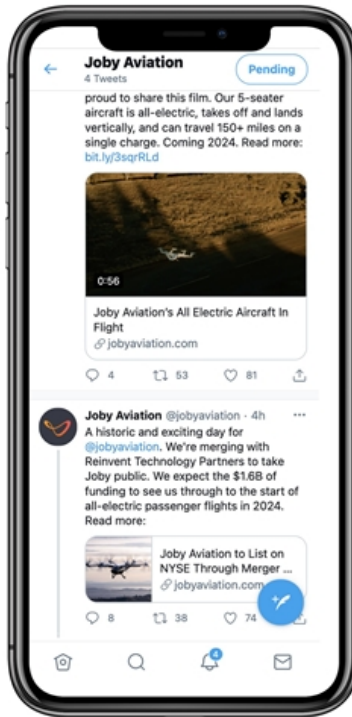 Joby Aviation
4 Tweets
Pending
proud to share this film. Our 5-seater
aircraft is all-electric, takes off and lands
vertically, and can travel 150+ miles on a
single charge. Coming 2024. Read more:
bit.ly/3sqrRLd
0:56
Joby Aviation's All Electric Aircraft In
Flight
jobyaviation.com
4 53 81
Joby Aviation @jobyaviation · 4h
A historic and exciting day for
@jobyaviation. We're merging with
Reinvent Technology Partners to take
Joby public. We expect the $1.6B of
funding to see us through to the start of
all-electric passenger flights in 2024.
Read more:
Joby Aviation to List on
NYSE Through Merger ...
jobyaviation.com
8 38 74
4